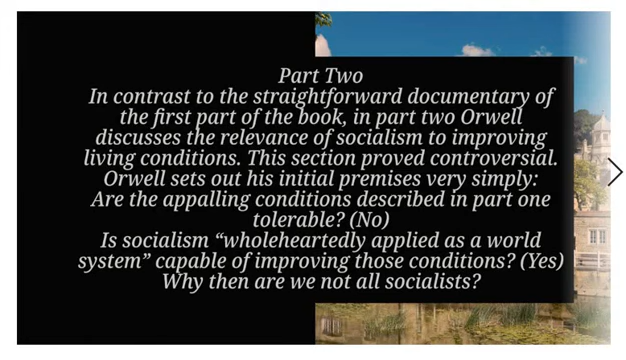 Part Two
In contrast to the straightforward documentary of
the first part of the book, in part two Orwell
discusses the relevance of socialism to improving
living conditions. This section proved controversial.
Orwell sets out his initial premises very simply:
Are the appalling conditions described in part one
tolerable? (No)
Is socialism “wholeheartedly applied as a world
system” capable of improving those conditions? (Yes)
Why then are we not all socialists?